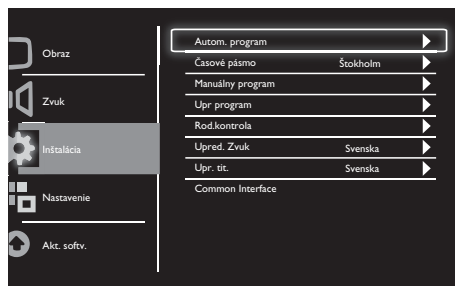 Obraz
Zvuk
Inštalácia
Nastavenie
Akt. softv.
Autom. program
Časové pásmo Štokholm
Manuálny program
Upr program
Rod.kontrola
Upred. Zvuk Svenska
Upr. tit. Svenska
Common Interface